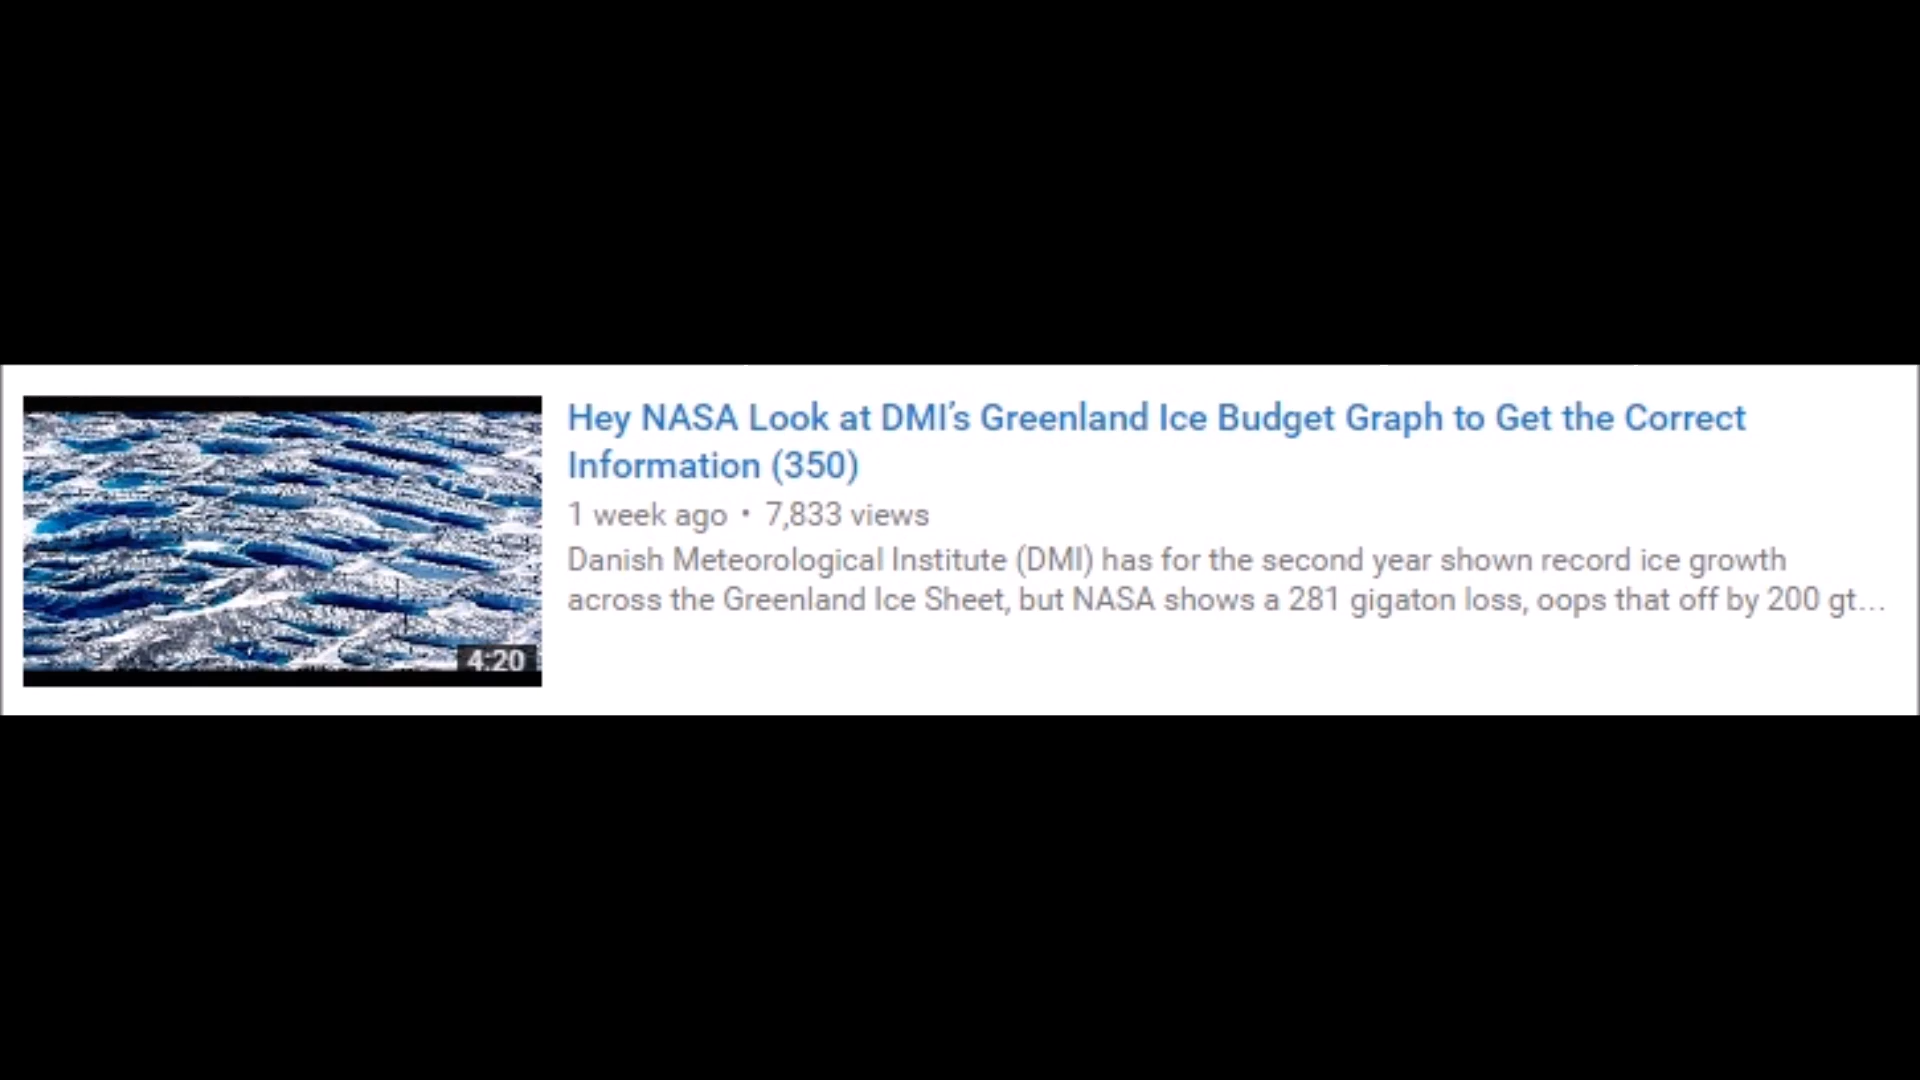 Hey NASA Look at DMI's Greenland Ice Budget Graph to Get the Correct
Information (350)
1 week ago • 7,833 views
Danish Meteorological Institute (DMI) has for the second year shown record ice growth
across the Greenland Ice Sheet, but NASA shows a 281 gigaton loss, oops that off by 200 gt...
4:20